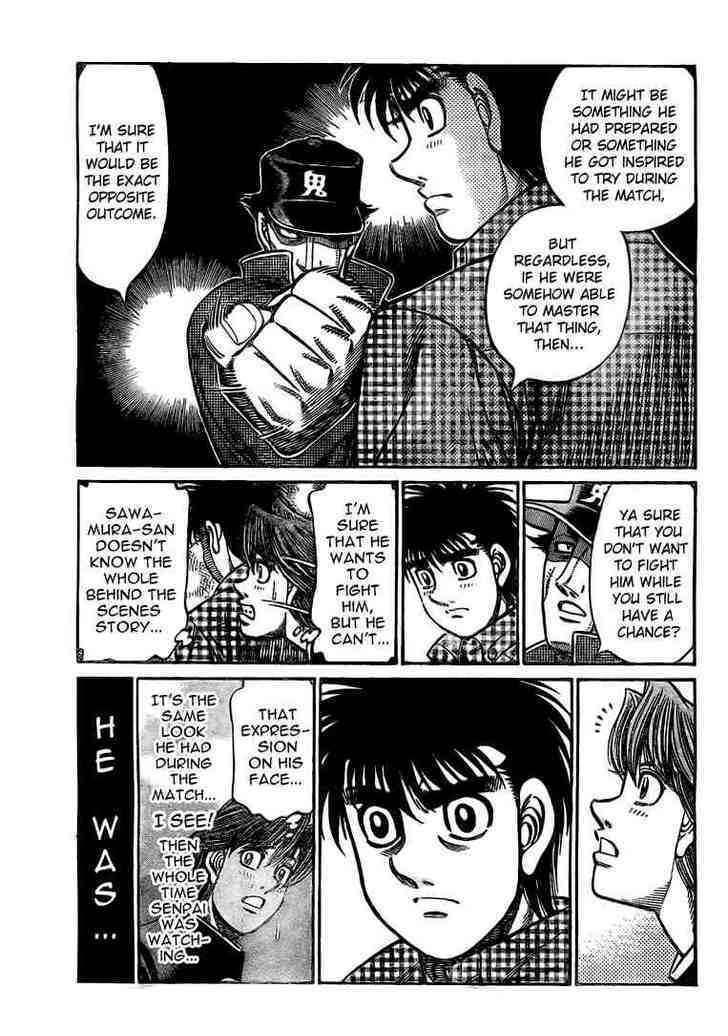 IT MIGHT BE
SOMETHING HE
HAD PREPARED
OR SOMETHING
HE GOT INSPIRED
TO TRY DURING
THE MATCH,
BUT
REGARDLESS,
IF HE WERE
SOMEHOW ABLE
TO MASTER
THAT THING,
THEN...
I'M SURE
THAT IT
WOULD BE
THE EXACT
OPPOSITE
OUTCOME.
鬼
YA SURE
THAT YOU
DON'T WANT
TO FIGHT
HIM WHILE
YOU STILL
HAVE A
CHANCE?
I'M
SURE
THAT HE
WANTS
TO
FIGHT
HIM,
BUT HE
CAN'T...
SAWA-
MURA-SAN
DOESN'T
KNOW THE
WHOLE
BEHIND THE
SCENES
STORY...
THAT
EXPRES-
SION
ON HIS
FACE...
IT'S THE
SAME
LOOK
HE HAD
DURING
THE
MATCH...
I SEE!
THEN
THE
WHOLE
TIME
SENPAI
WAS
WATCH-
ING...
HE
WAS
...